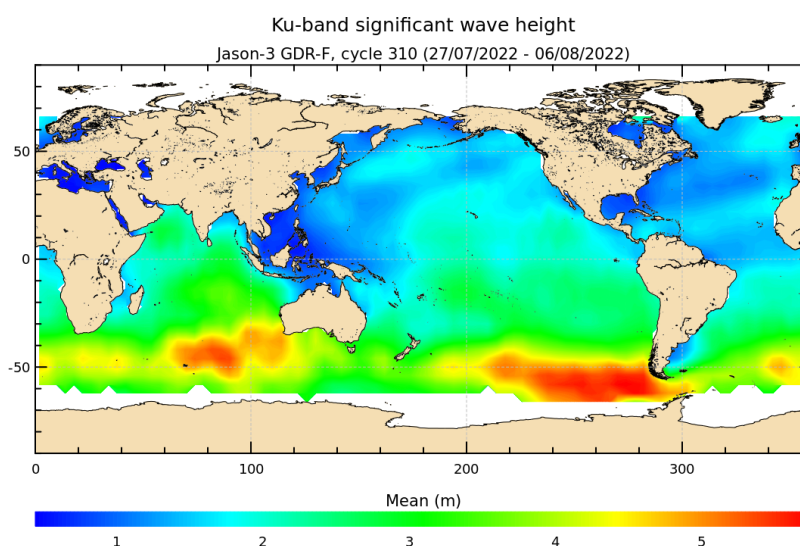 Ku-band significant wave height
Jason-3 GDR-F, cycle 310 (27/07/2022 - 06/08/2022)
50
0
-50
0 100 200 300
Mean (m)
1 2 3 4 5